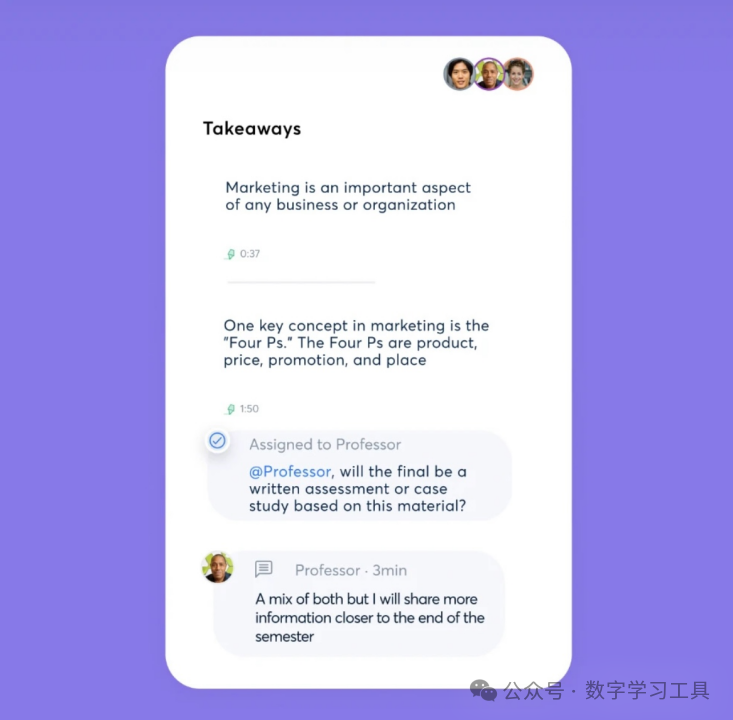 Takeaways
Marketing is an important aspect
of any business or organization
0:37
One key concept in marketing is the
"Four Ps." The Four Ps are product,
price, promotion, and place
1:50
Assigned to Professor
@Professor, will the final be a
written assessment or case
study based on this material?
Professor · 3min
A mix of both but I will share more
information closer to the end of the
semester
公众号 · 数字学习工具